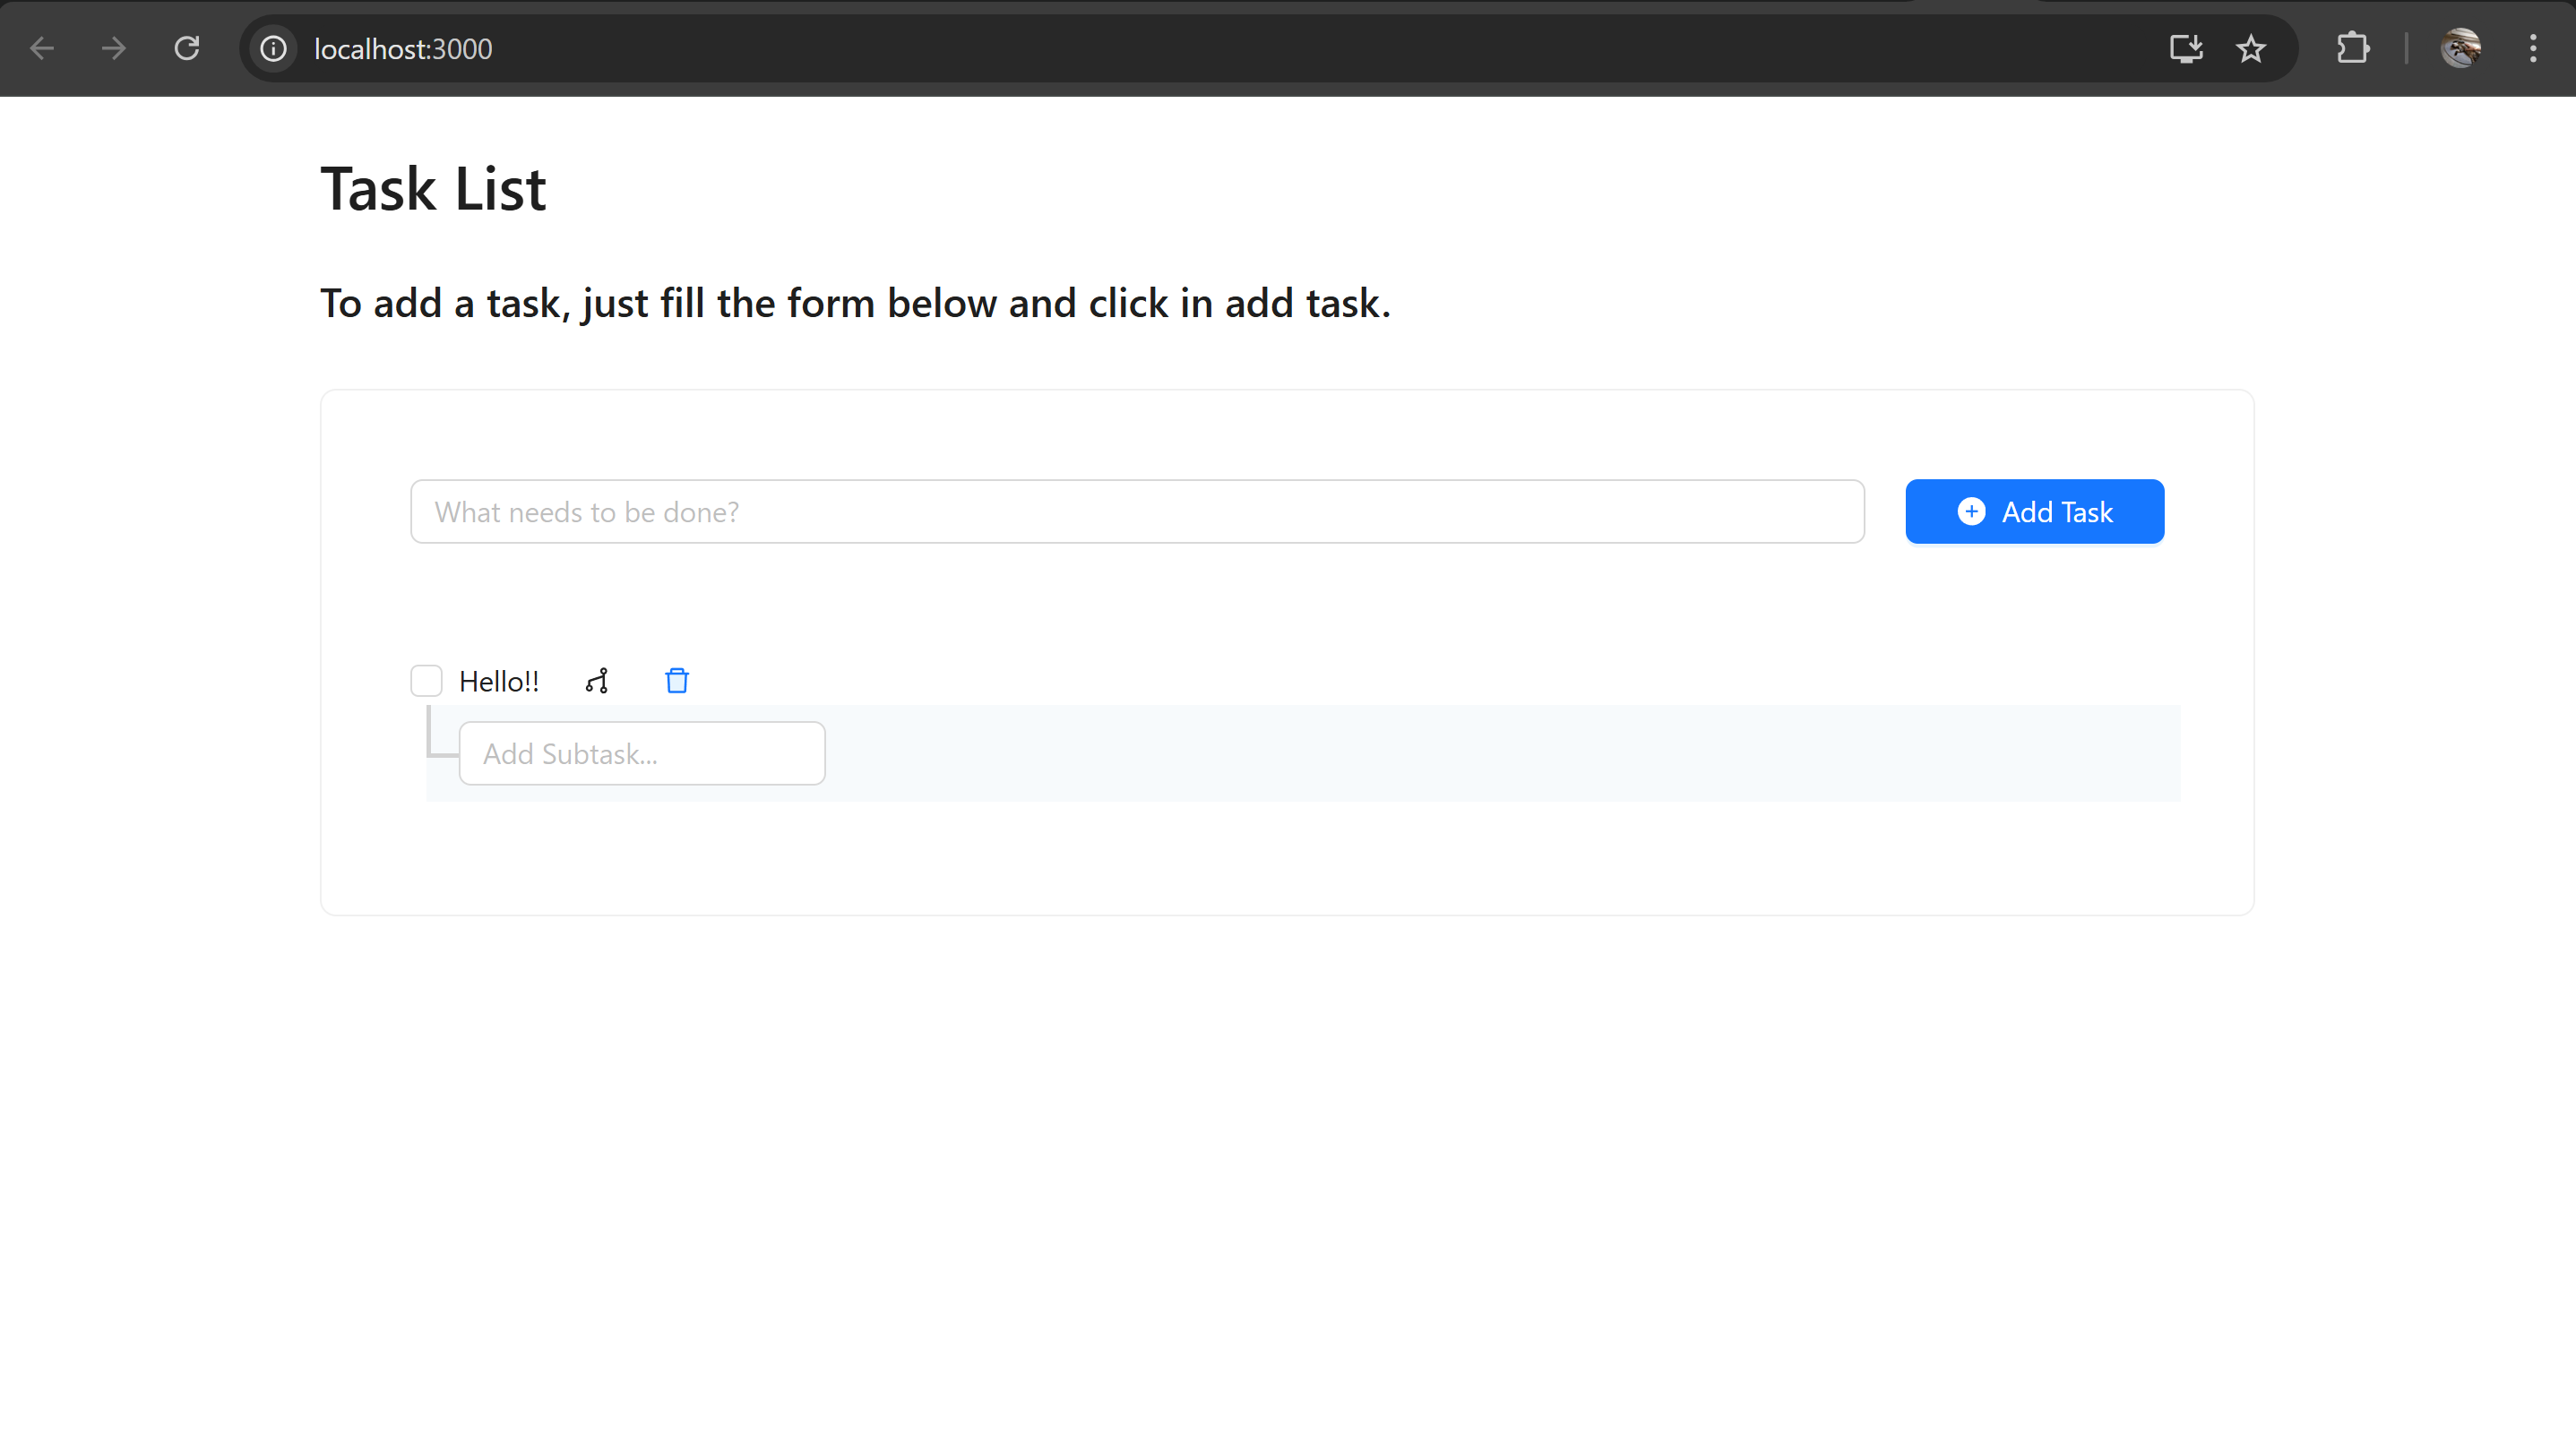 localhost:3000
Task List
To add a task, just fill the form below and click in add task.
What needs to be done?
Add Task
Hello!!
Add Subtask...